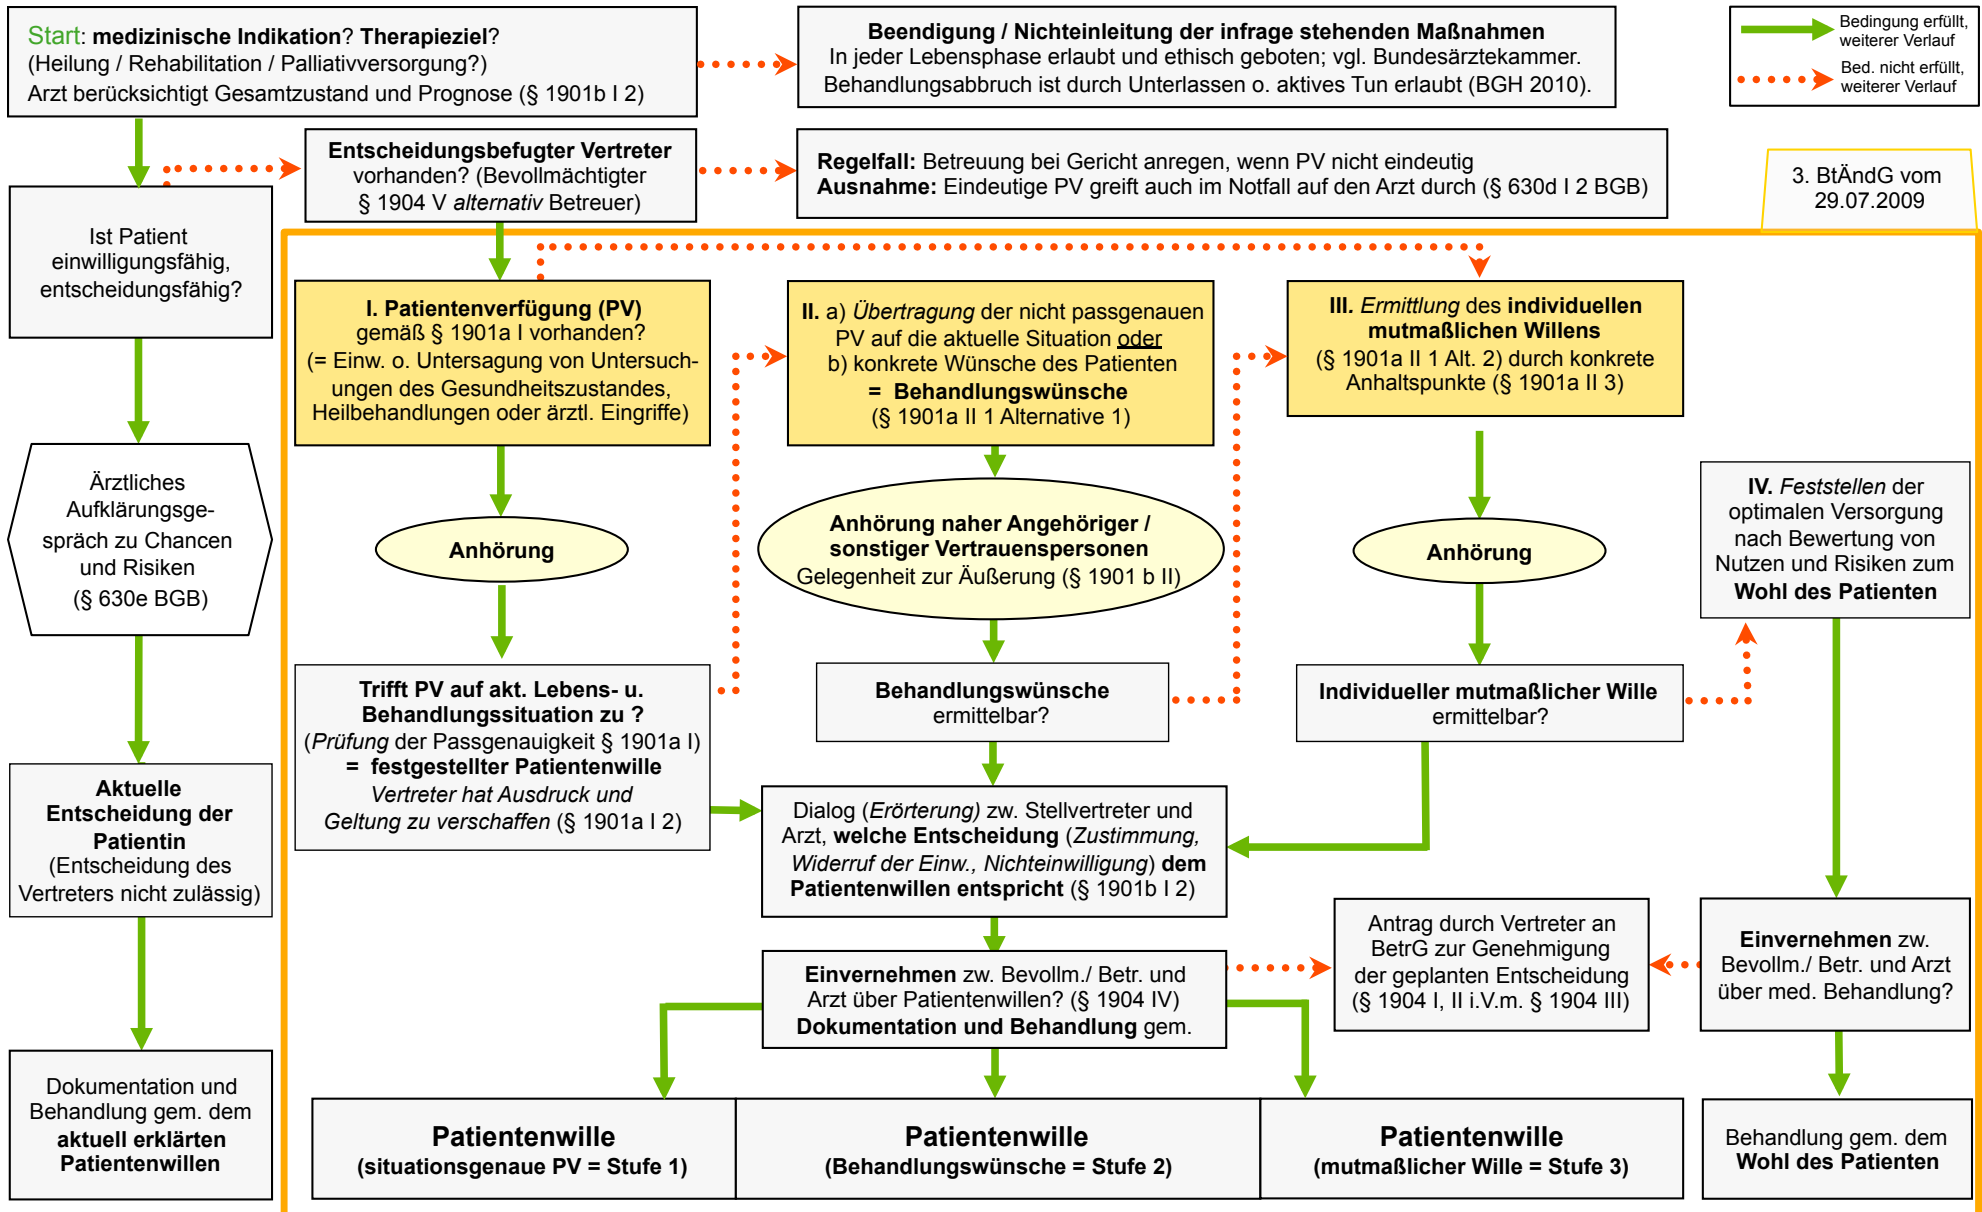 Start: medizinische Indikation? Therapieziel?
(Heilung / Rehabilitation / Palliativversorgung?)
Arzt berücksichtigt Gesamtzustand und Prognose (§ 1901b I 2)
Beendigung / Nichteinleitung der infrage stehenden Maßnahmen
In jeder Lebensphase erlaubt und ethisch geboten; vgl. Bundesärztekammer.
Behandlungsabbruch ist durch Unterlassen o. aktives Tun erlaubt (BGH 2010).
Bedingung erfüllt,
weiterer Verlauf
Bed. nicht erfüllt,
weiterer Verlauf
Entscheidungsbefugter Vertreter
vorhanden? (Bevollmächtigter
§ 1904 V alternativ Betreuer)
Regelfall: Betreuung bei Gericht anregen, wenn PV nicht eindeutig
Ausnahme: Eindeutige PV greift auch im Notfall auf den Arzt durch (§ 630d I 2 BGB)
3. BtÄndG vom
29.07.2009
Ist Patient
einwilligungsfähig,
entscheidungsfähig?
I. Patientenverfügung (PV)
gemäß § 1901a I vorhanden?
(= Einw. o. Untersagung von Untersuch-
ungen des Gesundheitszustandes,
Heilbehandlungen oder ärztl. Eingriffe)
II. a) Übertragung der nicht passgenauen
PV auf die aktuelle Situation oder
b) konkrete Wünsche des Patienten
= Behandlungswünsche
(§ 1901a II 1 Alternative 1)
III. Ermittlung des individuellen
mutmaßlichen Willens
(§ 1901a II 1 Alt. 2) durch konkrete
Anhaltspunkte (§ 1901a II 3)
Ärztliches
Aufklärungsge-
spräch zu Chancen
und Risiken
(§ 630e BGB)
Anhörung
Anhörung naher Angehöriger /
sonstiger Vertrauenspersonen
Gelegenheit zur Äußerung (§ 1901 b II)
Anhörung
IV. Feststellen der
optimalen Versorgung
nach Bewertung von
Nutzen und Risiken zum
Wohl des Patienten
Trifft PV auf akt. Lebens- u.
Behandlungssituation zu ?
(Prüfung der Passgenauigkeit § 1901a I)
= festgestellter Patientenwille
Vertreter hat Ausdruck und
Geltung zu verschaffen (§ 1901a I 2)
Behandlungswünsche
ermittelbar?
Individueller mutmaßlicher Wille
ermittelbar?
Aktuelle
Entscheidung der
Patientin
(Entscheidung des
Vertreters nicht zulässig)
Dialog (Erörterung) zw. Stellvertreter und
Arzt, welche Entscheidung (Zustimmung,
Widerruf der Einw., Nichteinwilligung) dem
Patientenwillen entspricht (§ 1901b I 2)
Einvernehmen zw. Bevollm./ Betr. und
Arzt über Patientenwillen? (§ 1904 IV)
Dokumentation und Behandlung gem.
Antrag durch Vertreter an
BetrG zur Genehmigung
der geplanten Entscheidung
(§ 1904 I, II i.V.m. § 1904 III)
Einvernehmen zw.
Bevollm./ Betr. und Arzt
über med. Behandlung?
Dokumentation und
Behandlung gem. dem
aktuell erklärten
Patientenwillen
Patientenwille
(situationsgenaue PV = Stufe 1)
Patientenwille
(Behandlungswünsche = Stufe 2)
Patientenwille
(mutmaßlicher Wille = Stufe 3)
Behandlung gem. dem
Wohl des Patienten